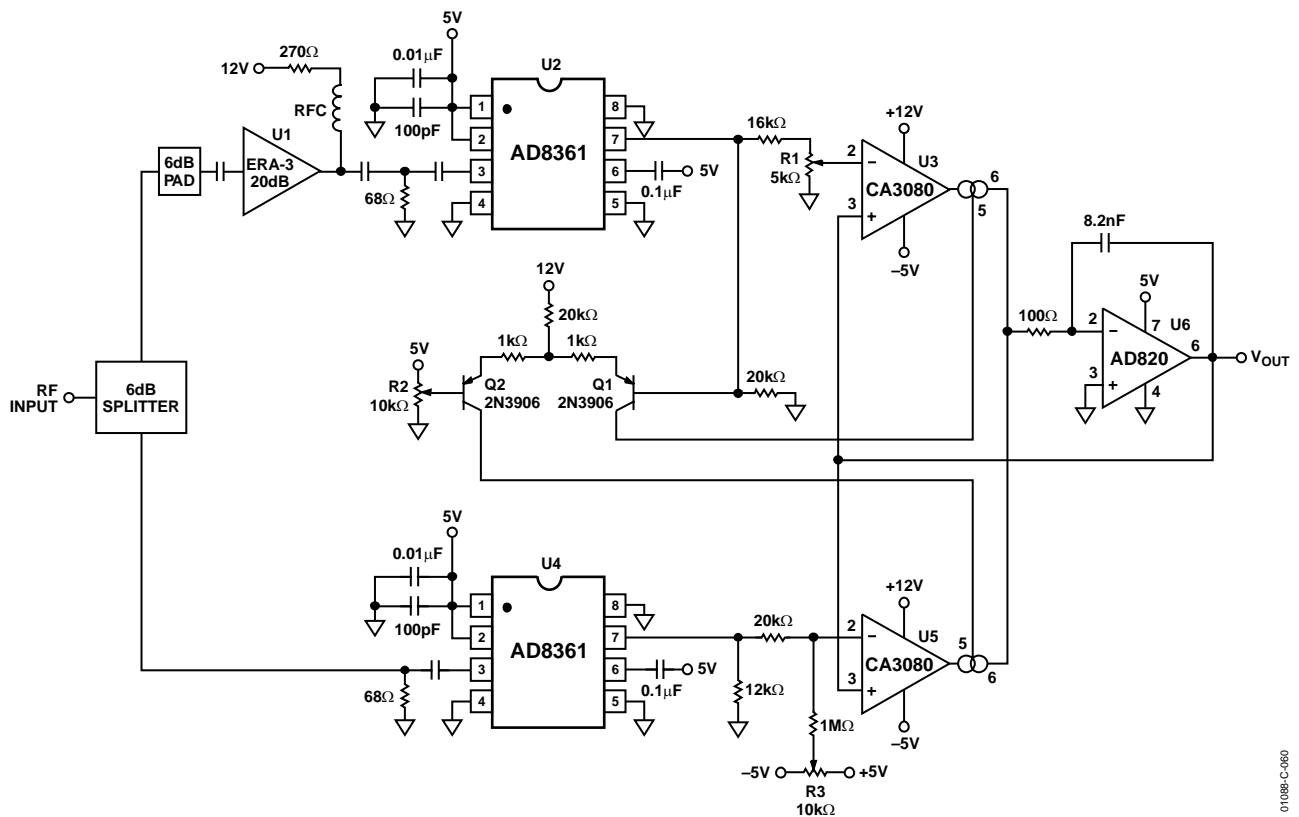 5V
0.01μF
270Ω
12V
RFC
100pF
U2
1
2
3
4
8
7
6
5
AD8361
6dB
PAD
U1
ERA-3
20dB
68Ω
0.1μF
5V
16kΩ
R1
5kΩ
+12V
2
−
U3
CA3080
3
+
6
5
–5V
8.2nF
12V
20kΩ
1kΩ
1kΩ
5V
R2
10kΩ
Q2
2N3906
Q1
2N3906
20kΩ
100Ω
5V
2
−
7
U6
AD820
6
3
+
4
VOUT
RF
INPUT
6dB
SPLITTER
5V
0.01μF
100pF
U4
1
2
3
4
8
7
6
5
AD8361
68Ω
0.1μF
5V
20kΩ
12kΩ
1MΩ
–5V
+5V
R3
10kΩ
+12V
2
−
U5
CA3080
3
+
5
6
–5V
01088-C-060